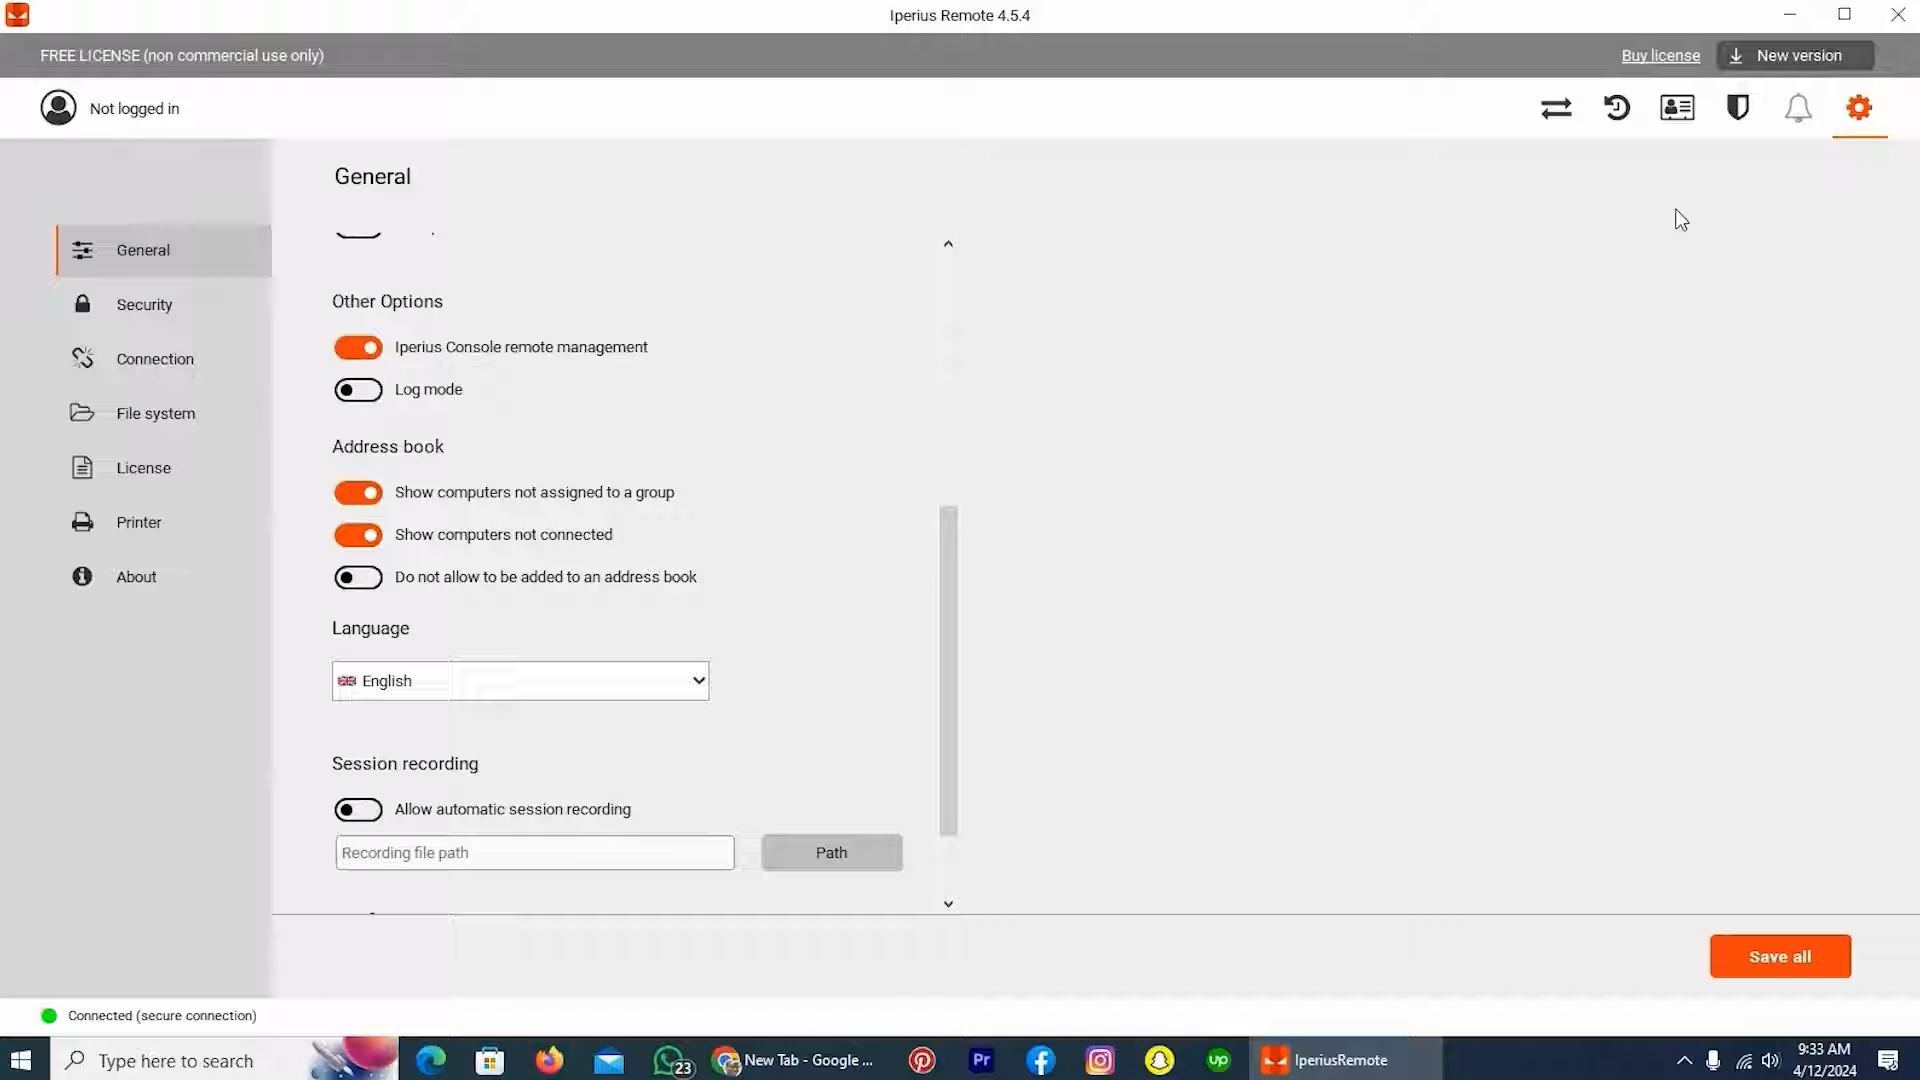 Iperius Remote 4.5.4
FREE LICENSE (non commercial use only)
Buy license
New version
Not logged in
General
General
Security
Connection
File system
License
Printer
About
Other Options
Iperius Console remote management
Log mode
Address book
Show computers not assigned to a group
Show computers not connected
Do not allow to be added to an address book
Language
English
Session recording
Allow automatic session recording
Recording file path
Path
Save all
Connected (secure connection)
Type here to search
23
New Tab - Google ...
Pr
up
IperiusRemote
9:33 AM
4/12/2024